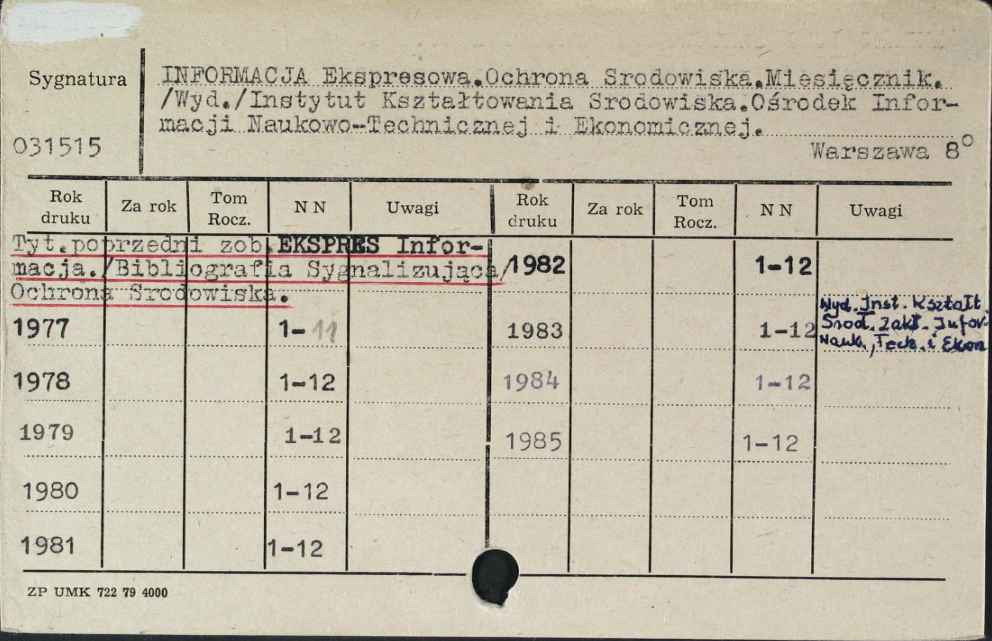 Sygnatura
031515
INFORMACJA Ekspresowa.Ochrona Srodowiska.Miesięcznik.
/Wyd./Instytut Kształtowania Srodowiska.Ośrodek Infor-
macji Naukowo-Technicznej i Ekonomicznej.
Warszawa 8°
Rok druku Za rok Tom Rocz. N N Uwagi Rok druku Za rok Tom Rocz. N N Uwagi
Tyt.poprzedni zob.EKSPRES Infor-
macja./Bibliografia Sygnalizująca/
Ochrona Srodowiska.
1982 1-12
1977 1-11
1983 1-12
Wyd. Inst. Kształt
Środ. Zakł. Infor.
Nauk., Tech. i Ekon
1978 1-12
1984 1-12
1979 1-12
1985 1-12
1980 1-12
1981 1-12
ZP UMK 722 79 4000